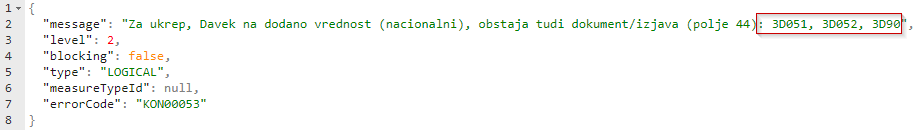 1 {
2 "message": "Za ukrep, Davek na dodano vrednost (nacionalni), obstaja tudi dokument/izjava (polje 44): 3D051, 3D052, 3D90",
3 "level": 2,
4 "blocking": false,
5 "type": "LOGICAL",
6 "measureTypeId": null,
7 "errorCode": "KON00053"
8 }